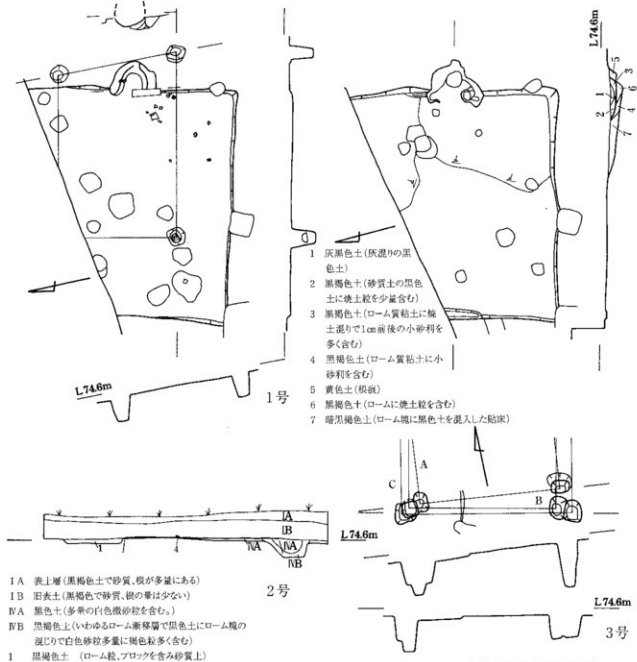 L 74.6m
5
3
1
6
2
4
7
1 灰黒色土(灰混りの黒
色土)
2 黒褐色土(砂質土の黒色
土に焼土粒を少量含む)
3 黒褐色土(ローム質粘土に焼
土混りで1cm前後の小砂利を
多く含む)
4 黒褐色土(ローム質粘土に小
砂利を含む)
5 黄色土(根痕)
6 黒褐色土(ロームに焼土粒を含む)
7 暗黒褐色土(ローム塊に黒色土を混入した貼床)
L 74.6m
1号
A
C
B
L 74.6m
L 74.6m
3号
ⅠA
ⅠB
1
4
ⅣA
ⅣA
ⅣB
2号
ⅠA 表土層(黒褐色土で砂質、根が多量にある)
ⅠB 旧表土(黒褐色で砂質、根の量は少ない)
ⅣA 黒色土(多量の白色微砂粒を含む。)
ⅣB 黒褐色土(いわゆるローム漸移層で黒色土にローム塊の
混じりで白色砂粒多量に褐色粒多く含む)
1 黒褐色土 (ローム粒、ブロックを含み砂質土)